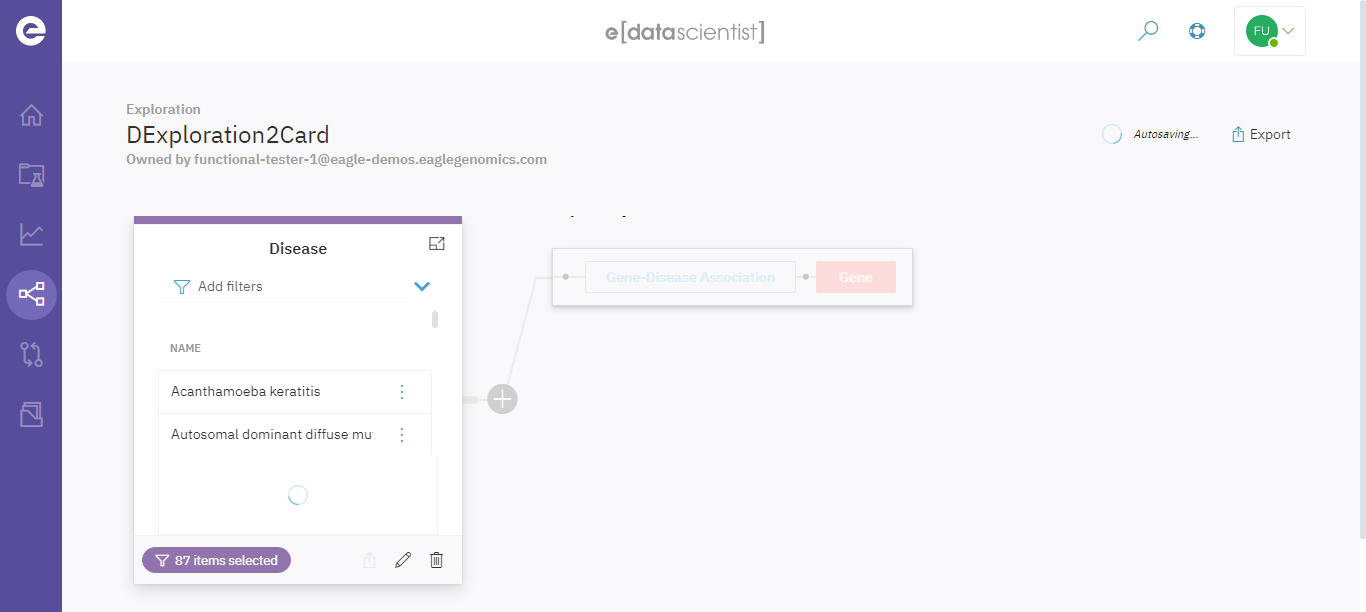 e[datascientist]
FU
Exploration
DExploration2Card
Owned by functional-tester-1@eagle-demos.eaglegenomics.com
Autosaving...
Export
Disease
Add filters
NAME
Acanthamoeba keratitis
Autosomal dominant diffuse mu
87 items selected
Gene-Disease Association
Gene